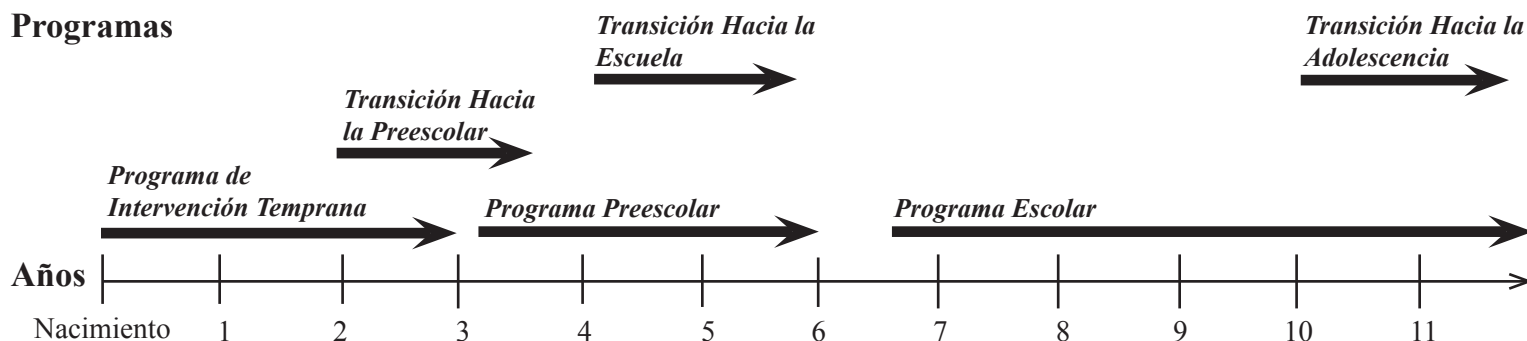 Programas
Transición Hacia la
Escuela
Transición Hacia la
Adolescencia
Transición Hacia
la Preescolar
Programa de
Intervención Temprana
Programa Preescolar
Programa Escolar
Años
Nacimiento 1 2 3 4 5 6 7 8 9 10 11